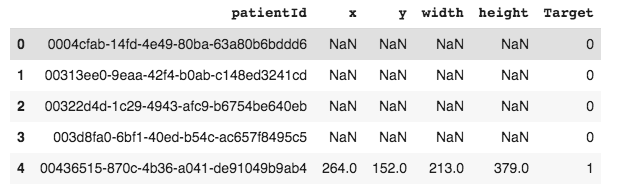 patientId x y width height Target
0 0004cfab-14fd-4e49-80ba-63a80b6bddd6 NaN NaN NaN NaN 0
1 00313ee0-9eaa-42f4-b0ab-c148ed3241cd NaN NaN NaN NaN 0
2 00322d4d-1c29-4943-afc9-b6754be640eb NaN NaN NaN NaN 0
3 003d8fa0-6bf1-40ed-b54c-ac657f8495c5 NaN NaN NaN NaN 0
4 00436515-870c-4b36-a041-de91049b9ab4 264.0 152.0 213.0 379.0 1